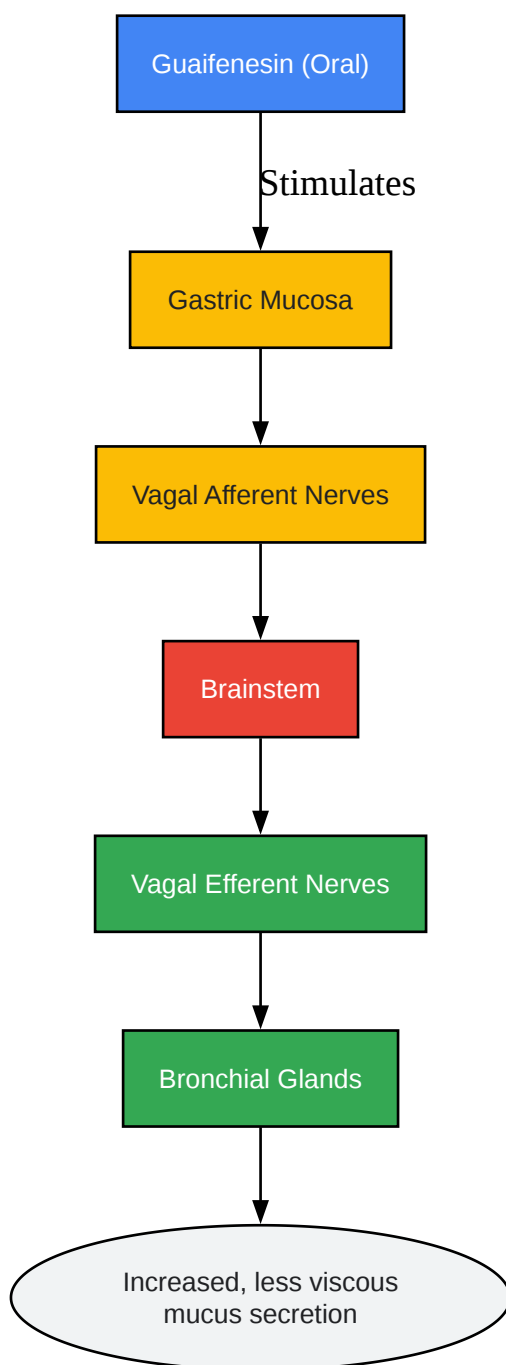 Guaifenesin (Oral)
Stimulates
Gastric Mucosa
Vagal Afferent Nerves
Brainstem
Vagal Efferent Nerves
Bronchial Glands
Increased, less viscous
mucus secretion